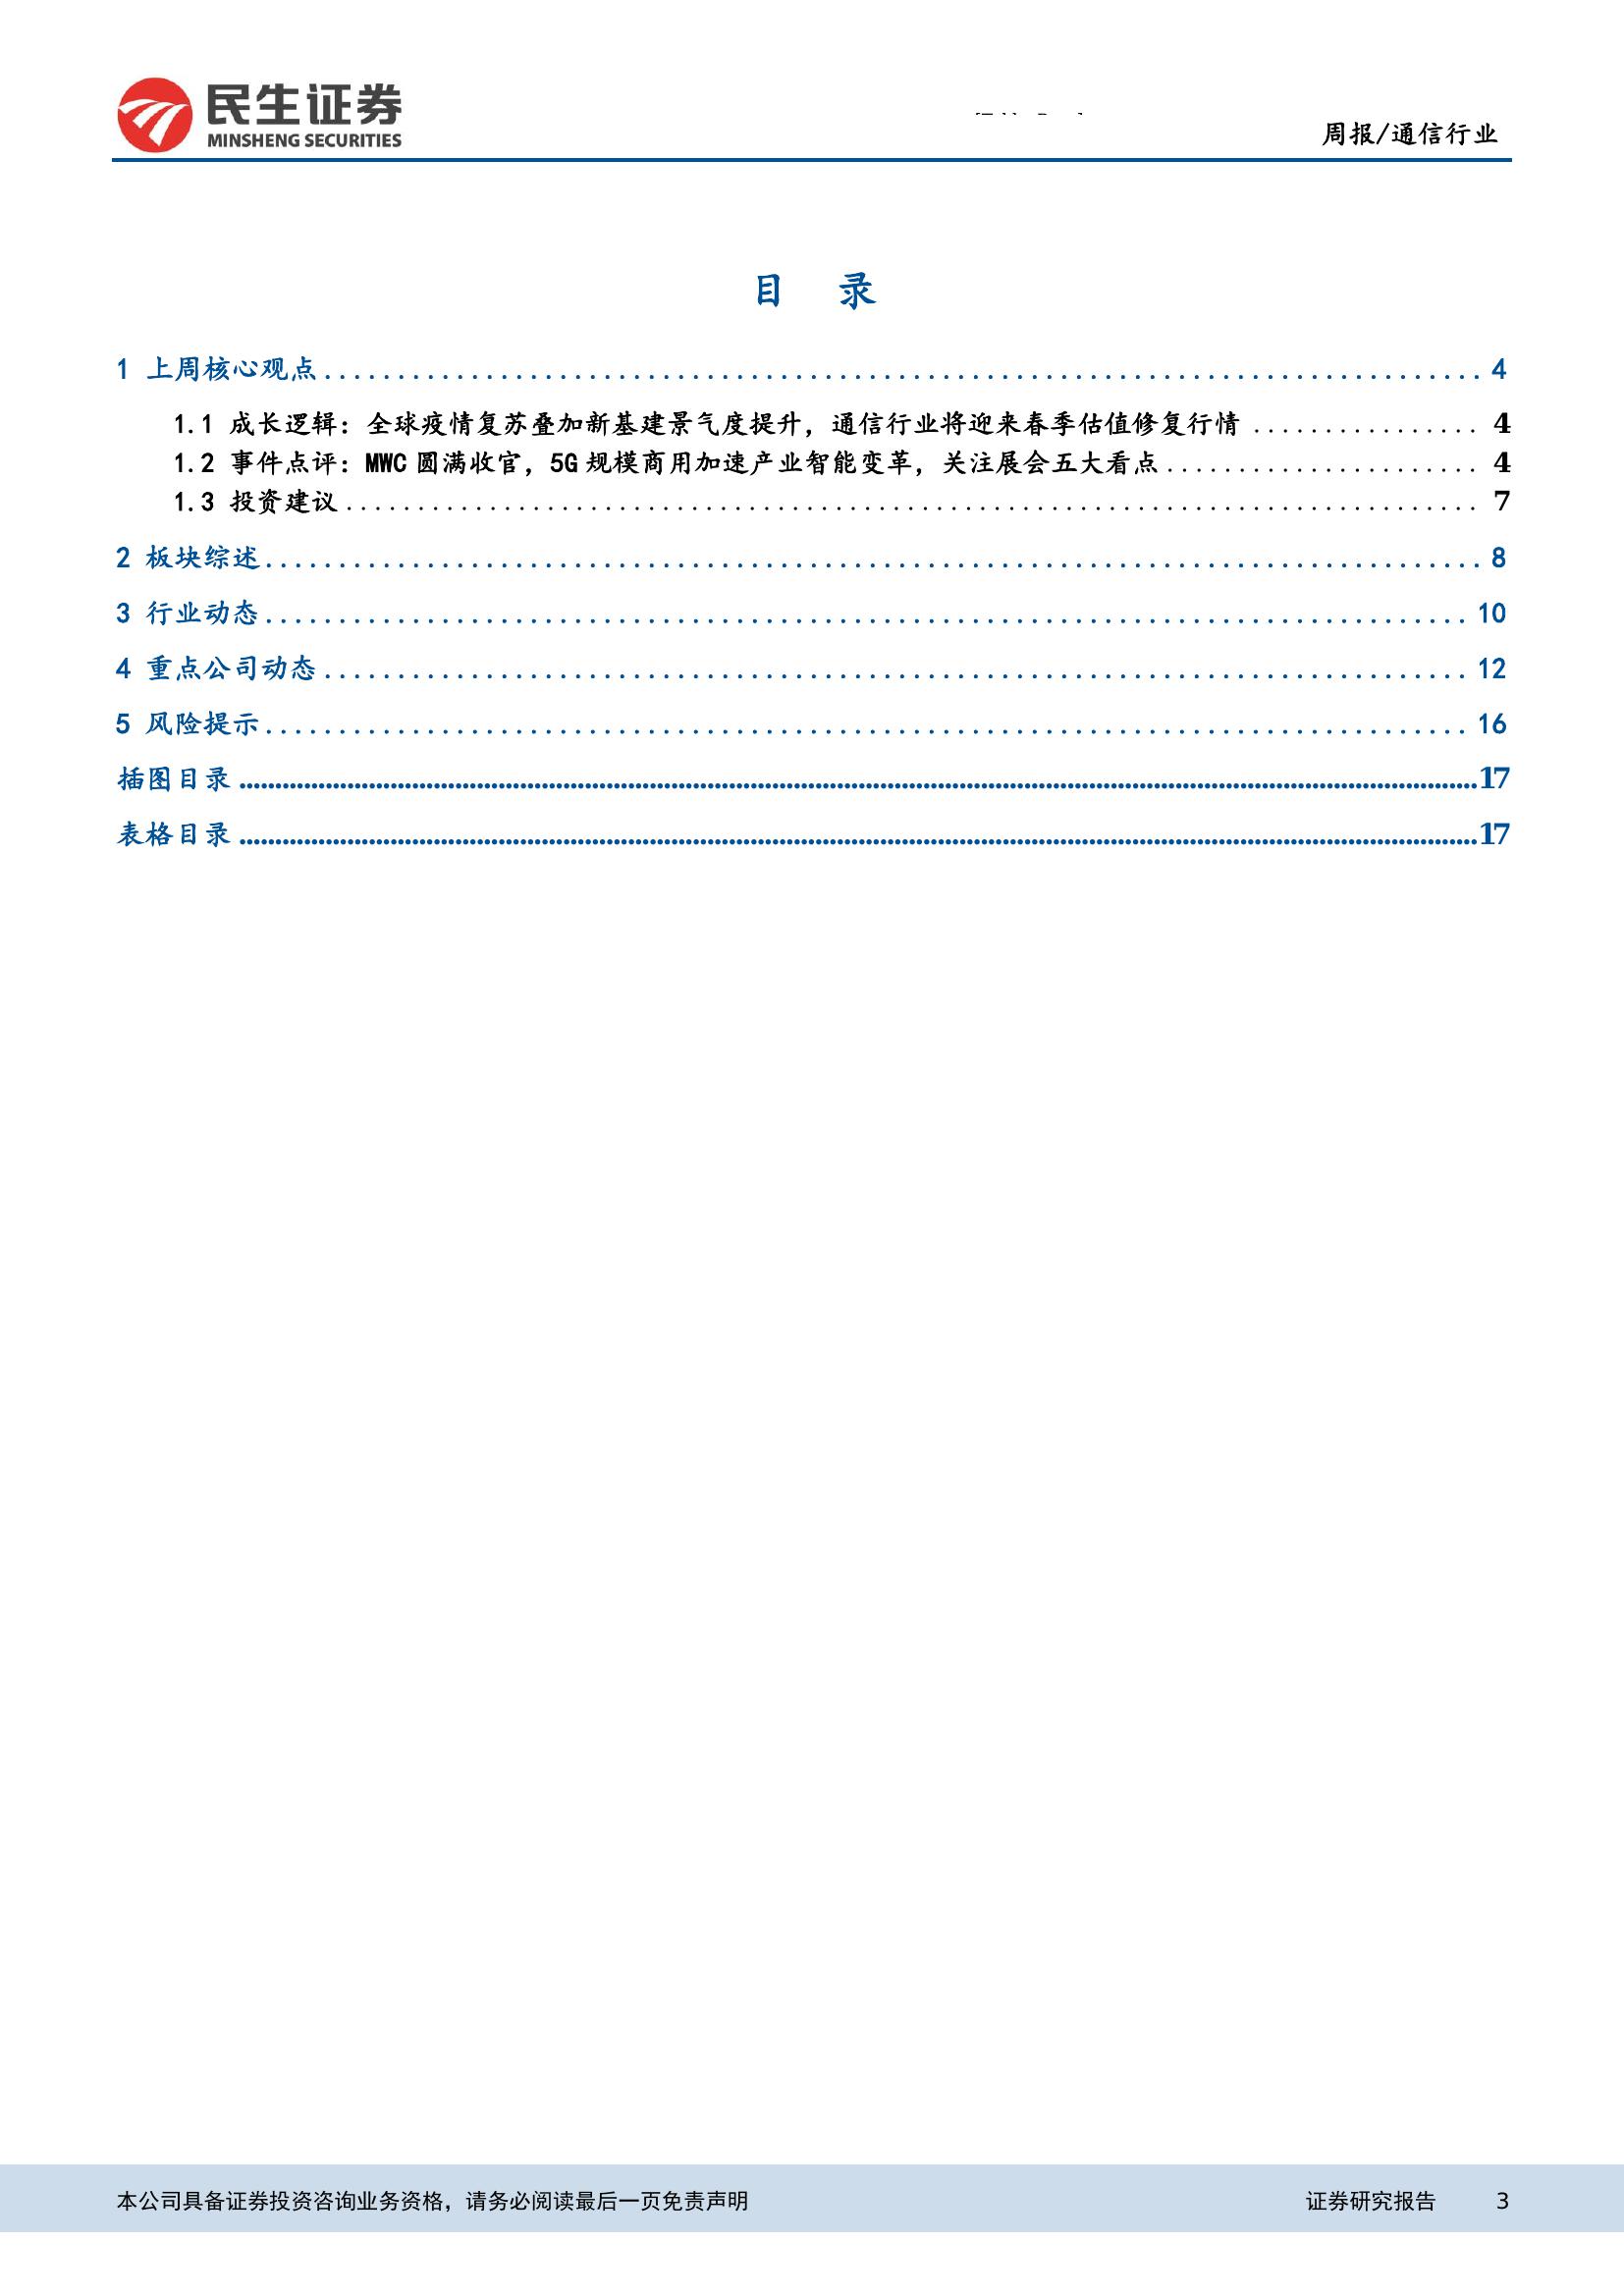 民生证券
MINSHENG SECURITIES
周报/通信行业
目 录
1 上周核心观点 4
1.1 成长逻辑：全球疫情复苏叠加新基建景气度提升，通信行业将迎来春季估值修复行情 4
1.2 事件点评：MWC 圆满收官，5G 规模商用加速产业智能变革，关注展会五大看点 4
1.3 投资建议 7
2 板块综述 8
3 行业动态 10
4 重点公司动态 12
5 风险提示 16
插图目录 17
表格目录 17
本公司具备证券投资咨询业务资格，请务必阅读最后一页免责声明
证券研究报告 3